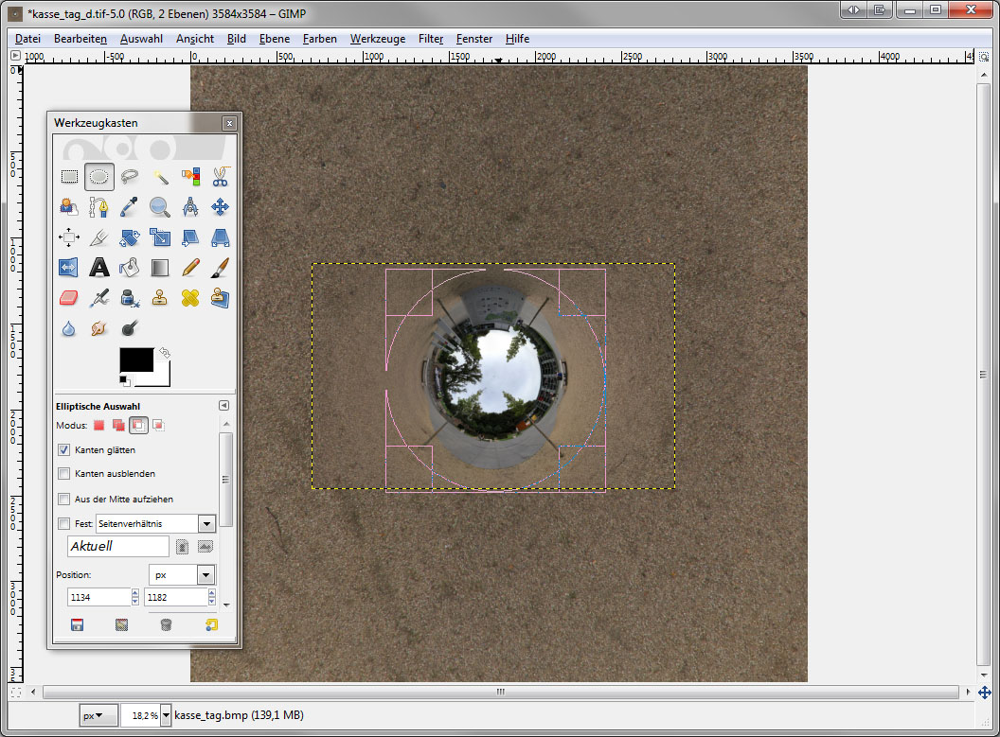 *kasse_tag_d.tif-5.0 (RGB, 2 Ebenen) 3584x3584 – GIMP
Datei Bearbeiten Auswahl Ansicht Bild Ebene Farben Werkzeuge Filter Fenster Hilfe
1000 -500 0 500 1000 1500 2000 2500 3000 3500 4000
0
500
1000
1500
2000
2500
3000
Werkzeugkasten
Elliptische Auswahl
Modus:
Kanten glätten
Kanten ausblenden
Aus der Mitte aufziehen
Fest: Seitenverhältnis
Aktuell
Position: px
1134 1182
px 18,2 % kasse_tag.bmp (139,1 MB)